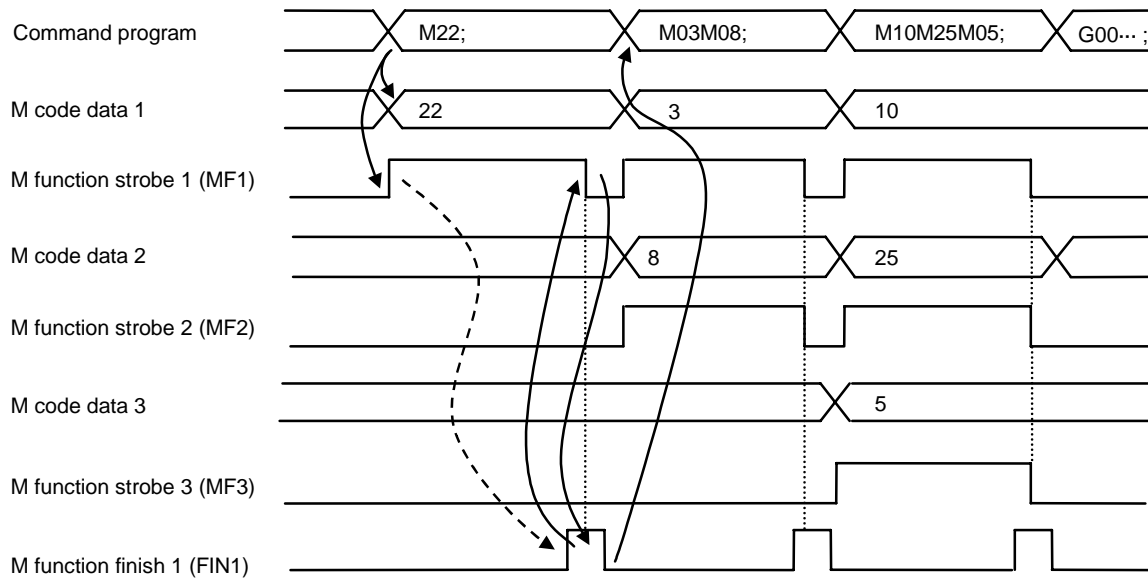 Command program M22; M03M08; M10M25M05; G00··· ;
M code data 1 22 3 10
M function strobe 1 (MF1)
M code data 2 8 25
M function strobe 2 (MF2)
M code data 3 5
M function strobe 3 (MF3)
M function finish 1 (FIN1)